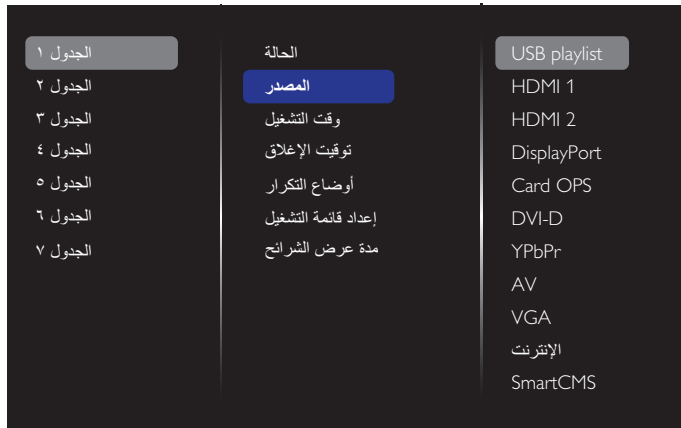 الجدول ١
الجدول ٢
الجدول ٣
الجدول ٤
الجدول ٥
الجدول ٦
الجدول ٧
الحالة
المصدر
وقت التشغيل
توقيت الإغلاق
أوضاع التكرار
إعداد قائمة التشغيل
مدة عرض الشرائح
USB playlist
HDMI 1
HDMI 2
DisplayPort
Card OPS
DVI-D
YPbPr
AV
VGA
الإنترنت
SmartCMS